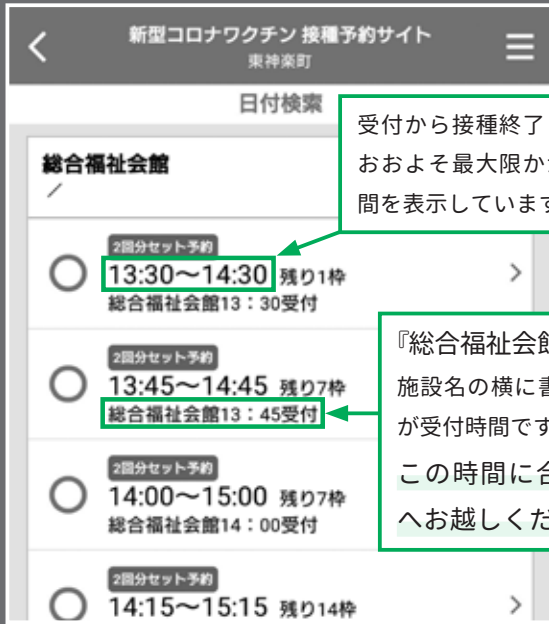 新型コロナワクチン 接種予約サイト
東神楽町
日付検索
受付から接種終了
おおよそ最大限か
間を表示しています
総合福祉会館
/
2回分セット予約
13:30〜14:30 残り1枠
総合福祉会館13：30受付
『総合福祉会館
施設名の横に書
が受付時間です
2回分セット予約
13:45〜14:45 残り7枠
総合福祉会館13：45受付
この時間に合
へお越しくだ
2回分セット予約
14:00〜15:00 残り7枠
総合福祉会館14：00受付
2回分セット予約
14:15〜15:15 残り14枠